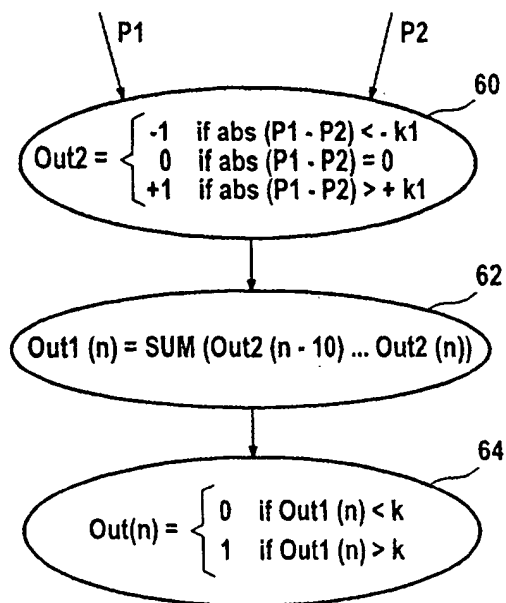 P1
P2
60
-1 if abs (P1 - P2) < - k1
Out2 = { 0 if abs (P1 - P2) = 0
+1 if abs (P1 - P2) > + k1
62
Out1 (n) = SUM (Out2 (n - 10) ... Out2 (n))
64
0 if Out1 (n) < k
Out(n) = {
1 if Out1 (n) > k